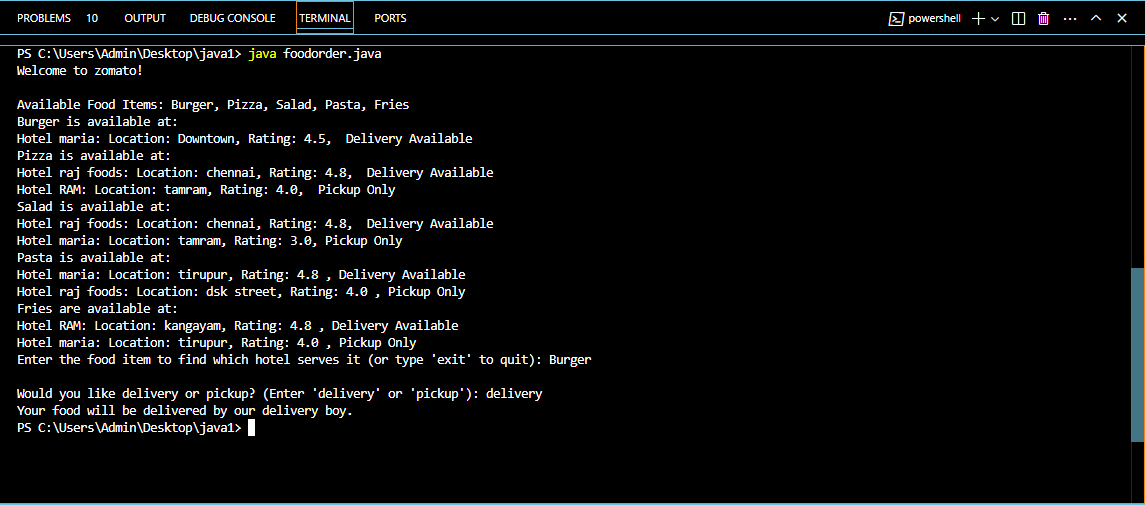 PROBLEMS 10 OUTPUT DEBUG CONSOLE TERMINAL PORTS powershell
PS C:\Users\Admin\Desktop\java1> java foodorder.java
Welcome to zomato!
Available Food Items: Burger, Pizza, Salad, Pasta, Fries
Burger is available at:
Hotel maria: Location: Downtown, Rating: 4.5,  Delivery Available
Pizza is available at:
Hotel raj foods: Location: chennai, Rating: 4.8,  Delivery Available
Hotel RAM: Location: tamram, Rating: 4.0,  Pickup Only
Salad is available at:
Hotel raj foods: Location: chennai, Rating: 4.8,  Delivery Available
Hotel maria: Location: tamram, Rating: 3.0, Pickup Only
Pasta is available at:
Hotel maria: Location: tirupur, Rating: 4.8 , Delivery Available
Hotel raj foods: Location: dsk street, Rating: 4.0 , Pickup Only
Fries are available at:
Hotel RAM: Location: kangayam, Rating: 4.8 , Delivery Available
Hotel maria: Location: tirupur, Rating: 4.0 , Pickup Only
Enter the food item to find which hotel serves it (or type 'exit' to quit): Burger
Would you like delivery or pickup? (Enter 'delivery' or 'pickup'): delivery
Your food will be delivered by our delivery boy.
PS C:\Users\Admin\Desktop\java1>